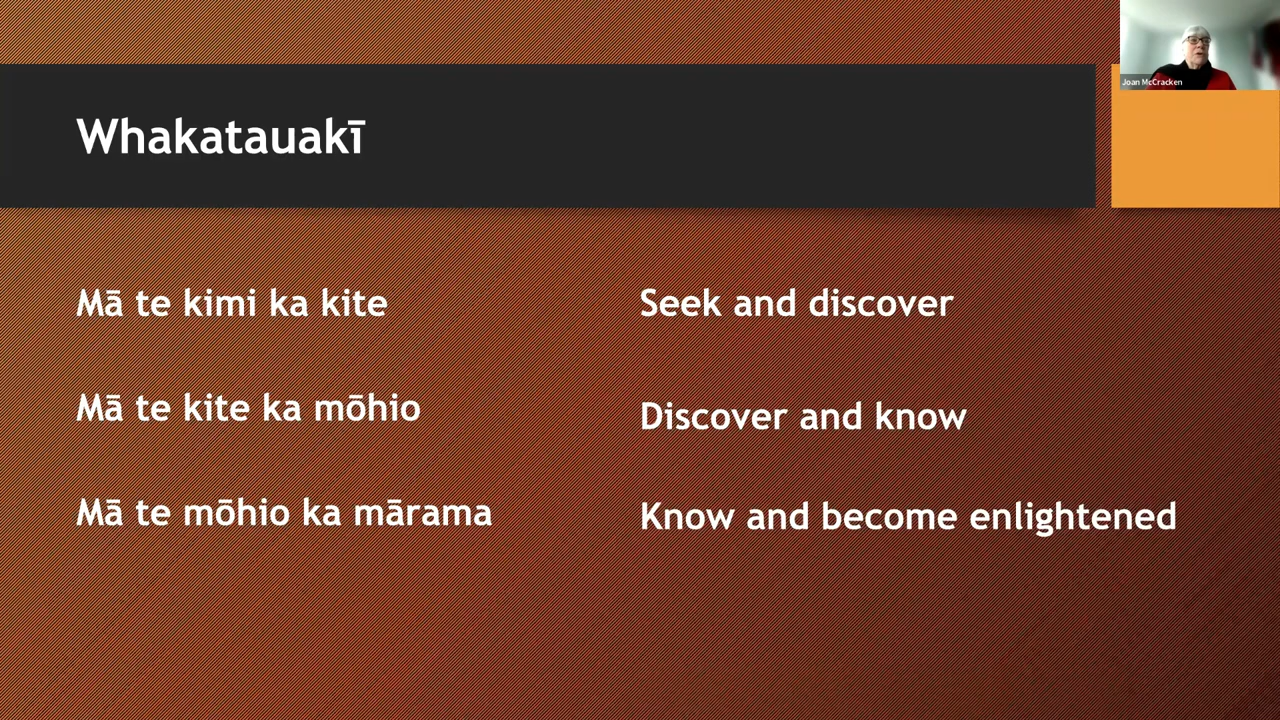 Joan McCracken
Whakatauakī
Mā te kimi ka kite
Seek and discover
Mā te kite ka mōhio
Discover and know
Mā te mōhio ka mārama
Know and become enlightened